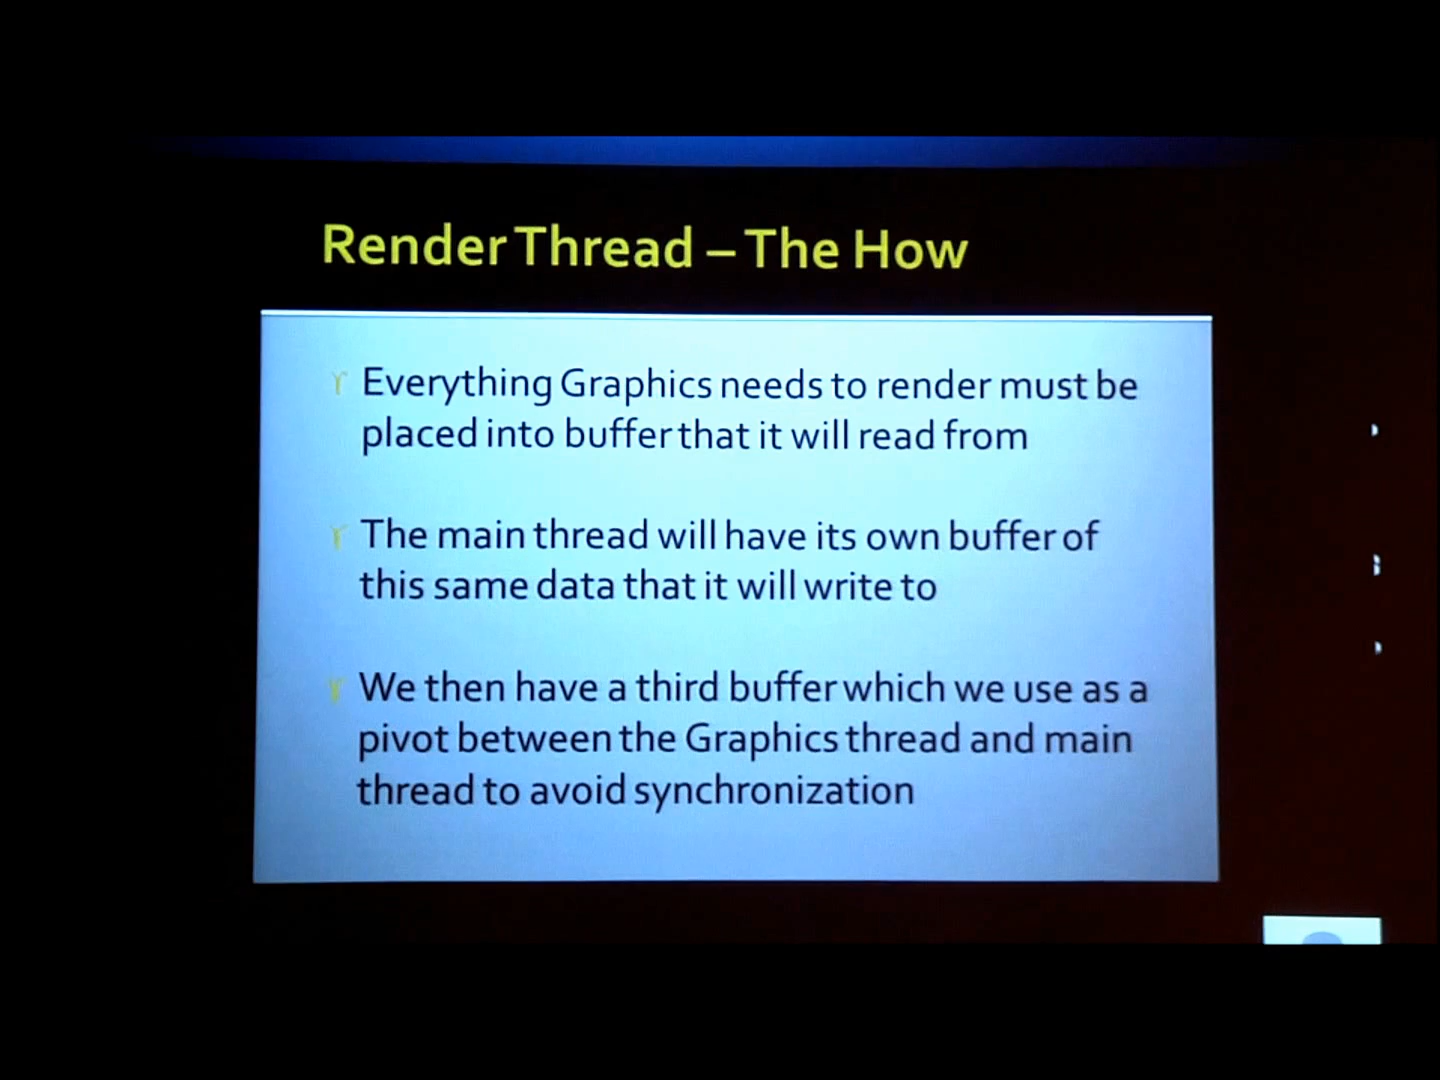 Render Thread – The How
Everything Graphics needs to render must be
placed into buffer that it will read from
The main thread will have its own buffer of
this same data that it will write to
We then have a third buffer which we use as a
pivot between the Graphics thread and main
thread to avoid synchronization